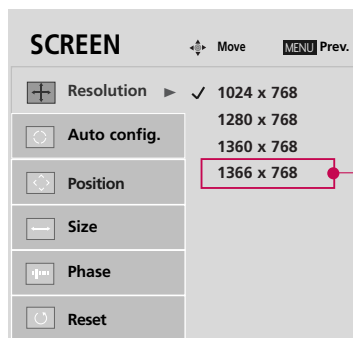 SCREEN
Move MENU Prev.
Resolution ► ✓ 1024 x 768
1280 x 768
1360 x 768
1366 x 768
Auto config.
Position
Size
Phase
Reset